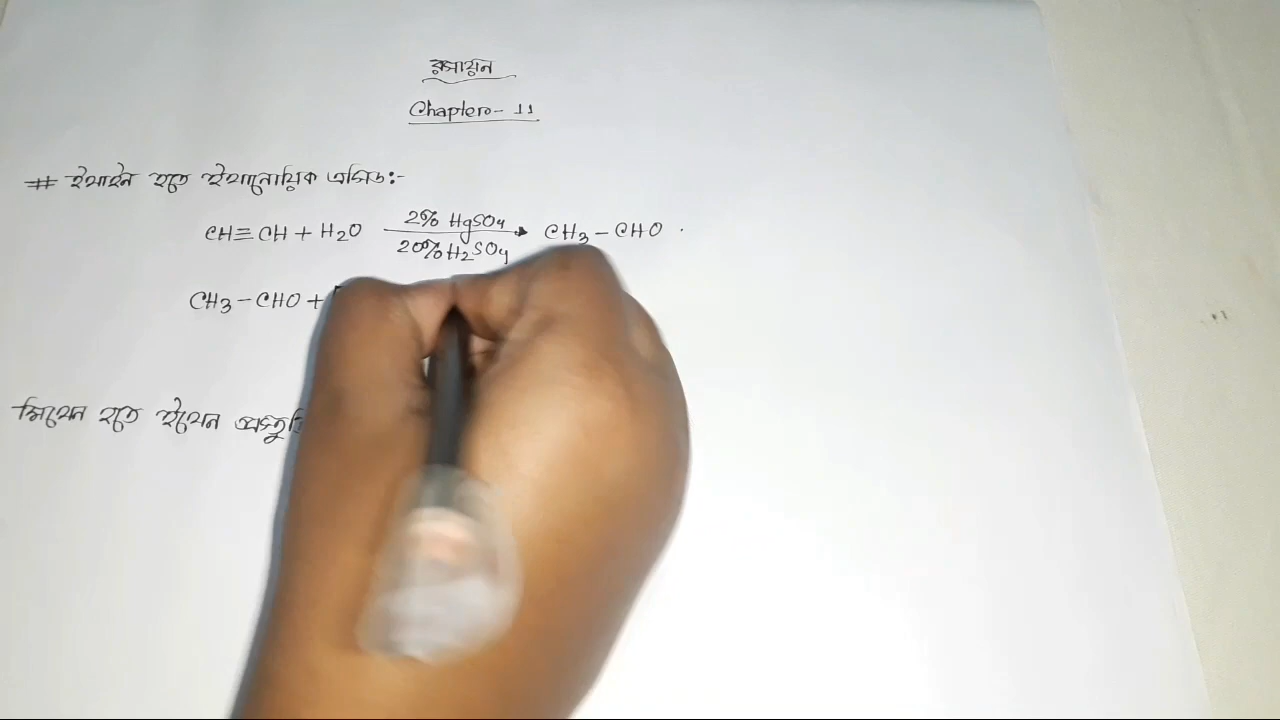 রসায়ন
Chapter-11
# ইথাইন হতে ইথানোয়িক এসিড:-
CH≡CH + H₂O 2% HgSO₄ 20% H₂SO₄ → CH₃-CHO
CH₃-CHO +
মিথেন হতে ইথেন